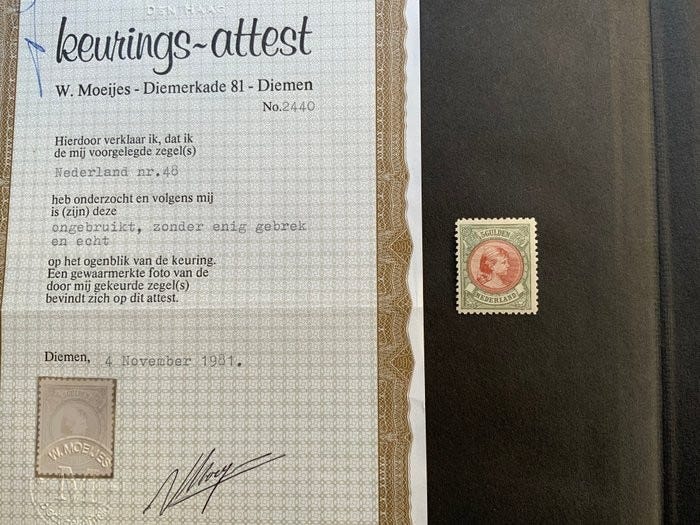 DEN HAAG
keurings~attest
W. Moeijes - Diemerkade 81 - Diemen
No.2440
Hierdoor verklaar ik, dat ik
de mij voorgelegde zegel(s)
Nederland nr.48
heb onderzocht en volgens mij
is (zijn) deze
ongebruikt, zonder enig gebrek
en echt
op het ogenblik van de keuring.
Een gewaarmerkte foto van de
door mij gekeurde zegel(s)
bevindt zich op dit attest.
Diemen, 4 November 1981.
W. MOEIJES
5GULDEN
NEDERLAND